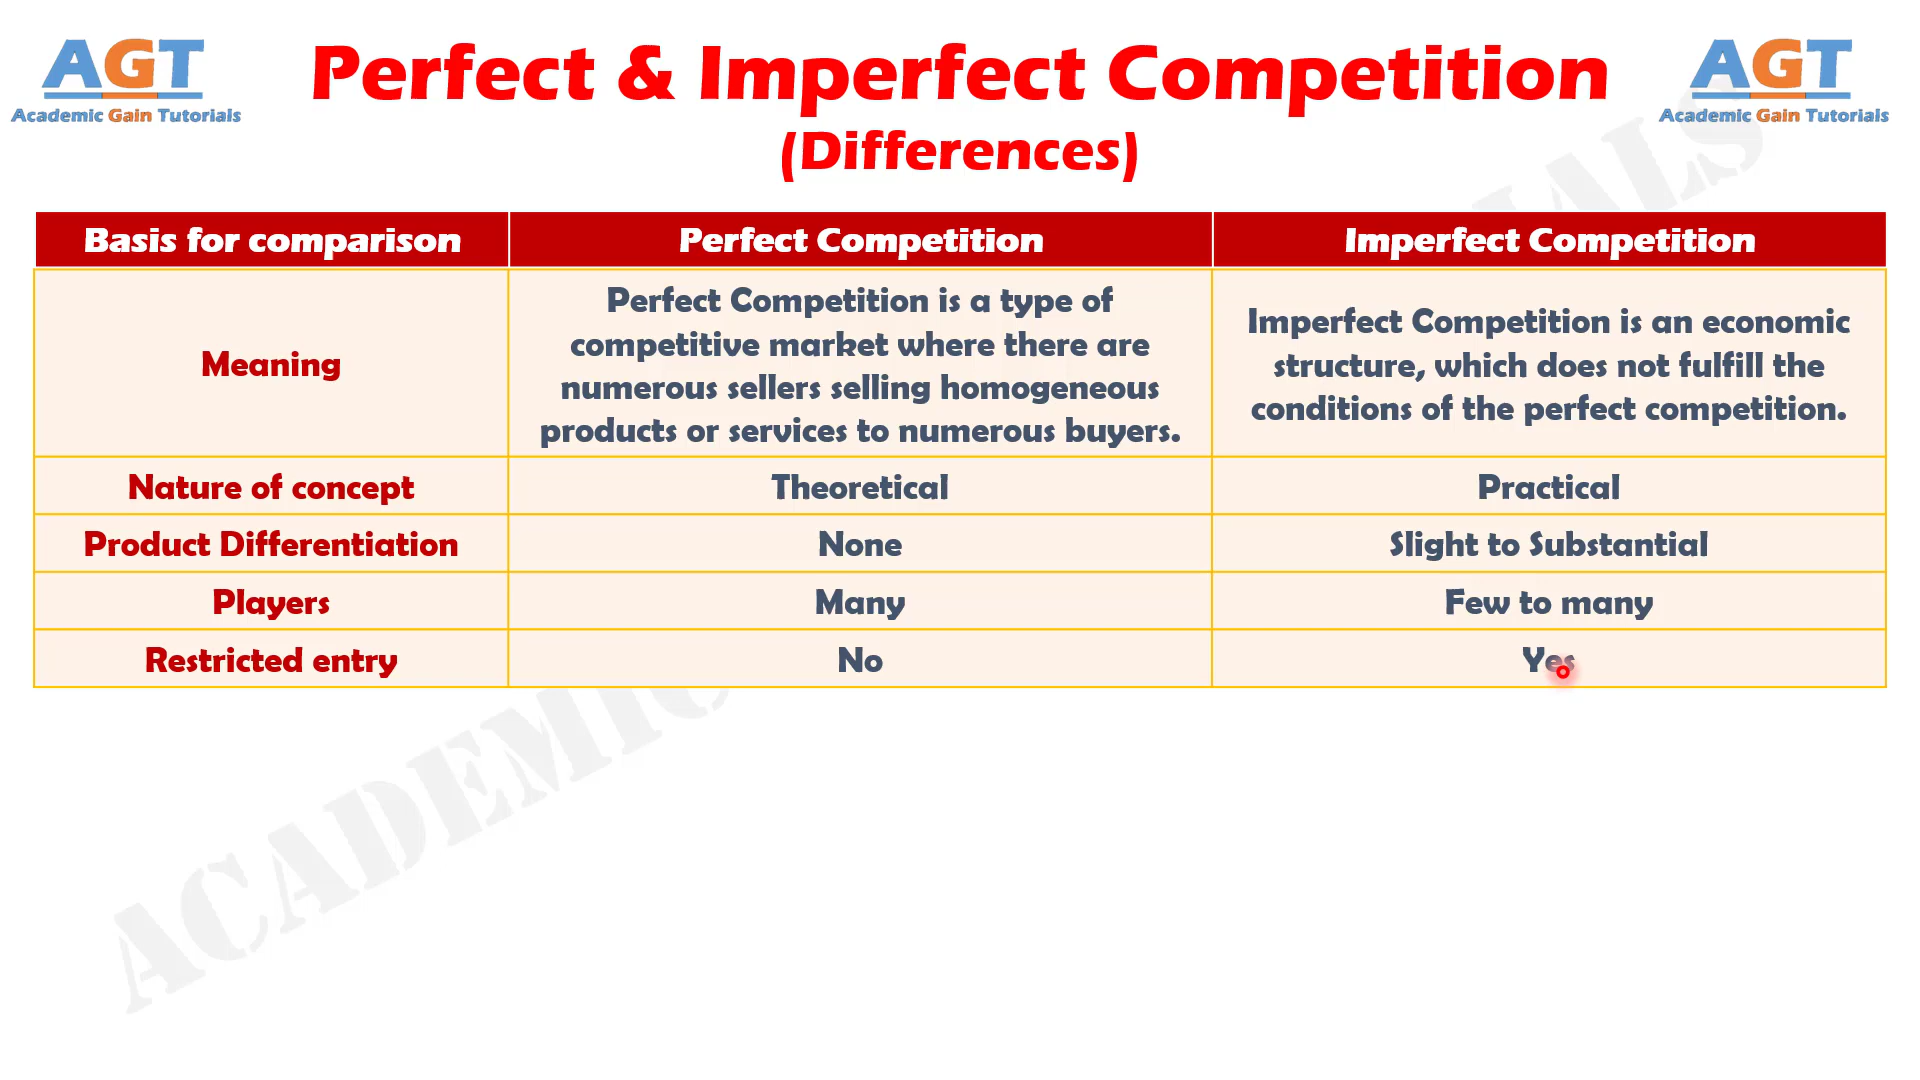 AGT
Academic Gain Tutorials
Perfect & Imperfect Competition
(Differences)
AGT
Academic Gain Tutorials
Basis for comparison
Perfect Competition
Imperfect Competition
Meaning
Perfect Competition is a type of
competitive market where there are
numerous sellers selling homogeneous
products or services to numerous buyers.
Imperfect Competition is an economic
structure, which does not fulfill the
conditions of the perfect competition.
Nature of concept
Theoretical
Practical
Product Differentiation
None
Slight to Substantial
Players
Many
Few to many
Restricted entry
No
Yes
ACADEMIC